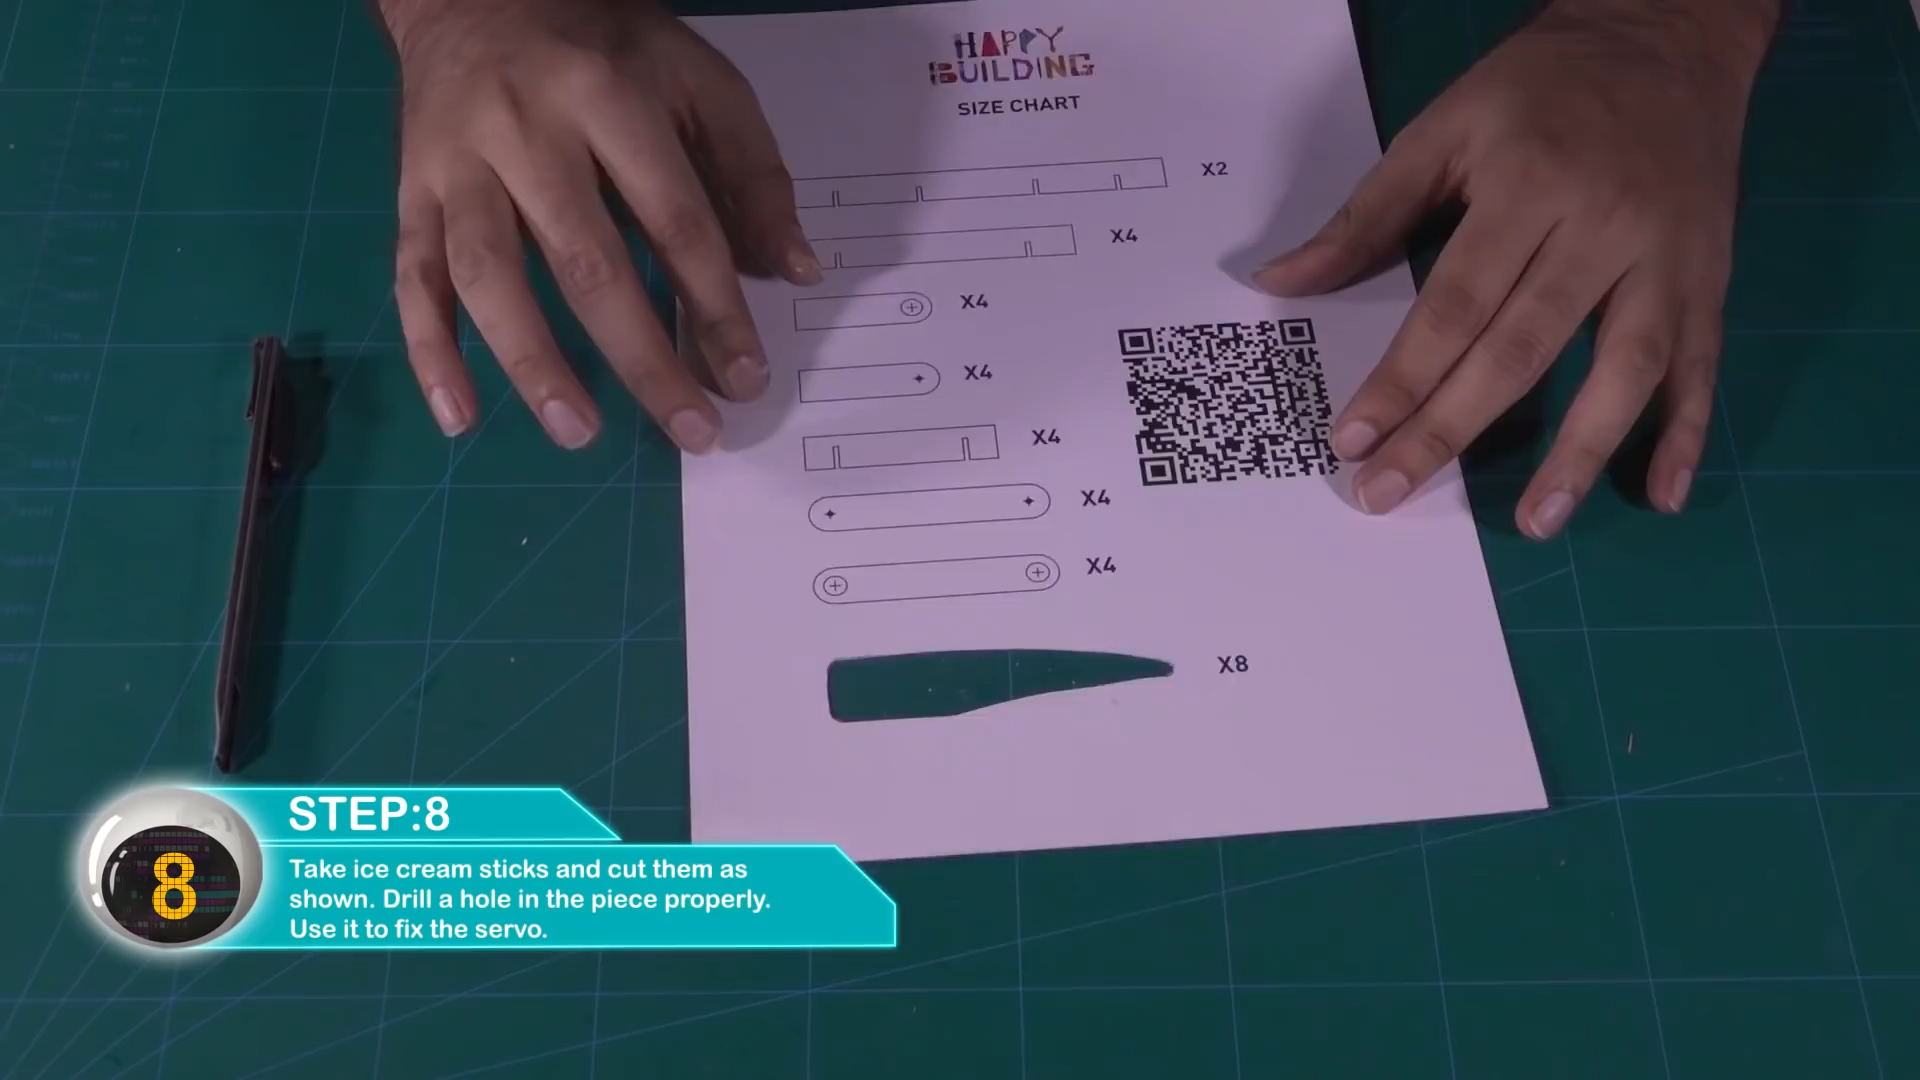 HAPPY
BUILDING
SIZE CHART
X2
X4
X4
X4
X4
X4
X4
X8
STEP:8
8
Take ice cream sticks and cut them as
shown. Drill a hole in the piece properly.
Use it to fix the servo.